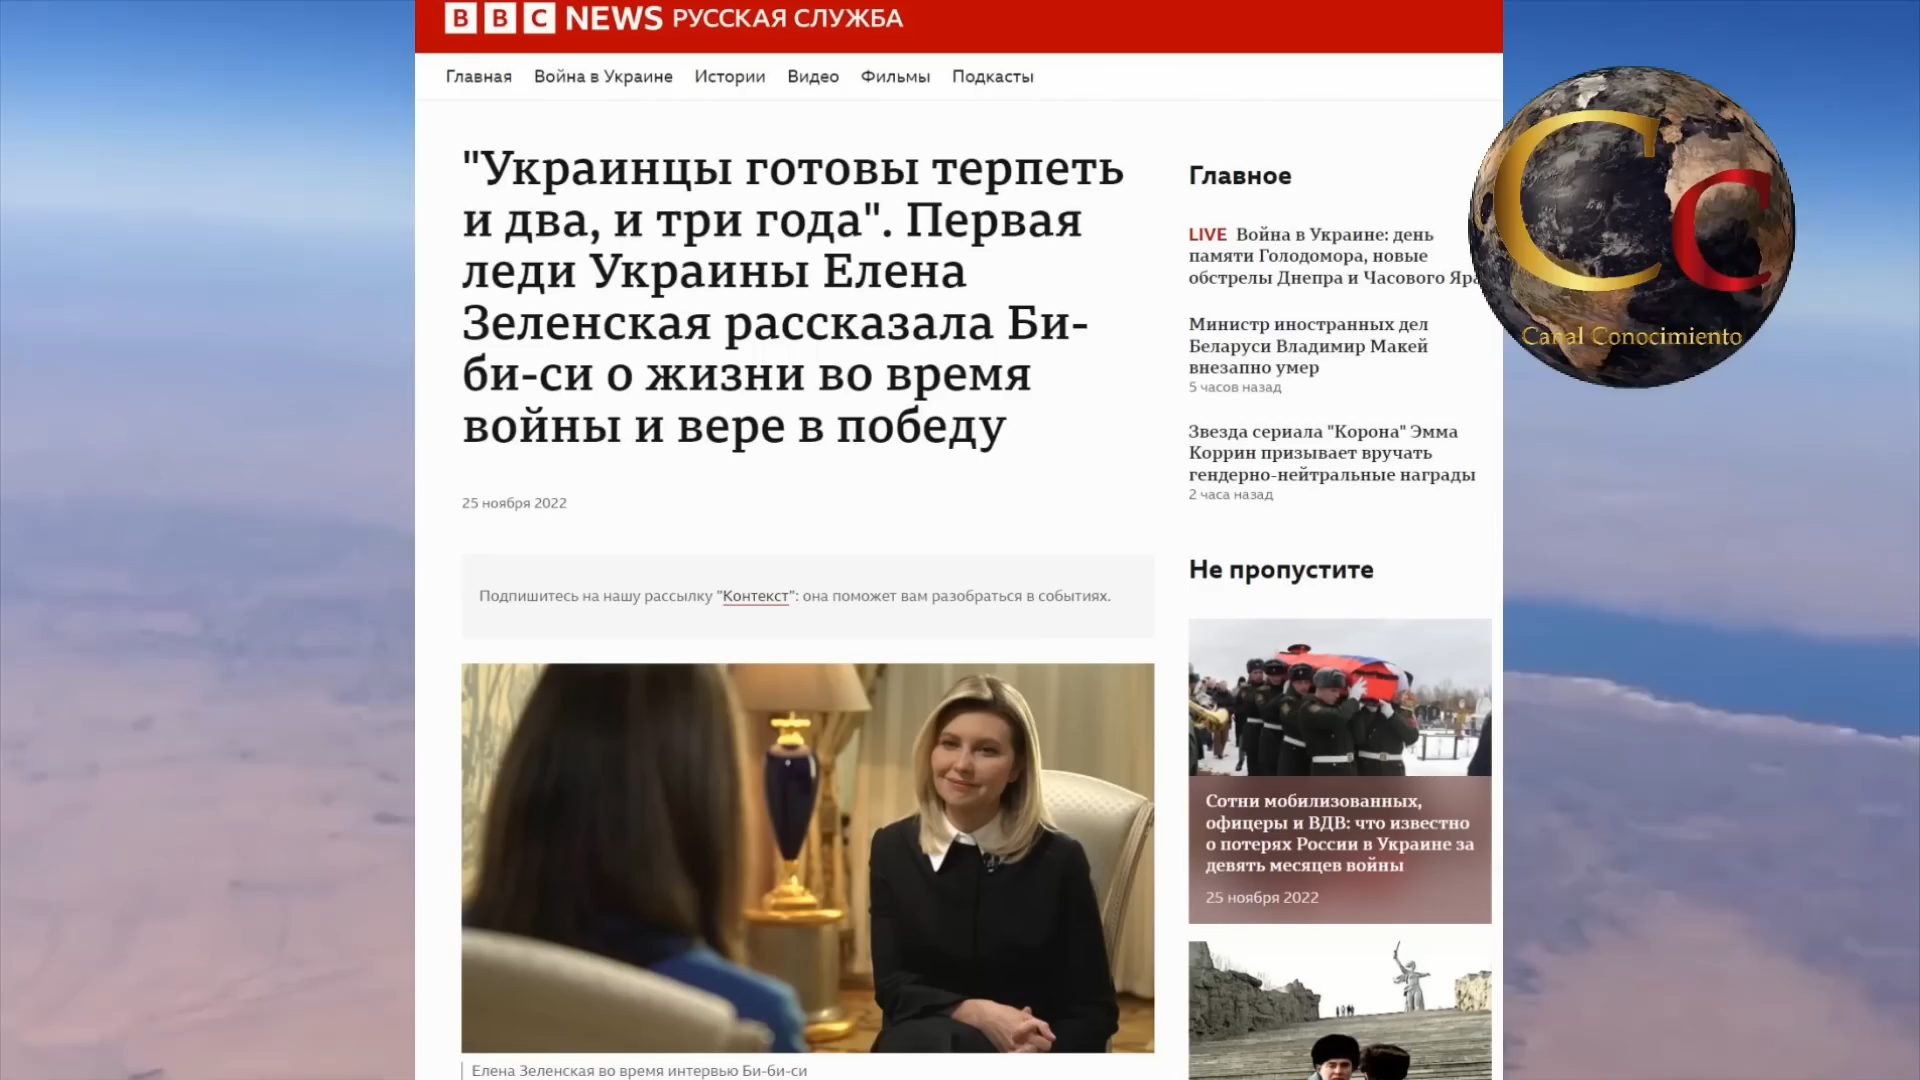 BBC NEWS РУССКАЯ СЛУЖБА
Главная Война в Украине Истории Видео Фильмы Подкасты
"Украинцы готовы терпеть
и два, и три года". Первая
леди Украины Елена
Зеленская рассказала Би-
би-си о жизни во время
войны и вере в победу
25 ноября 2022
Подпишитесь на нашу рассылку "Контекст": она поможет вам разобраться в событиях.
Елена Зеленская во время интервью Би-би-си
Главное
LIVE Война в Украине: день
памяти Голодомора, новые
обстрелы Днепра и Часового Яра
Министр иностранных дел
Беларуси Владимир Макей
внезапно умер
5 часов назад
Звезда сериала "Корона" Эмма
Коррин призывает вручать
гендерно-нейтральные награды
2 часа назад
Не пропустите
Сотни мобилизованных,
офицеры и ВДВ: что известно
о потерях России в Украине за
девять месяцев войны
25 ноября 2022
Cc
Canal Conocimiento